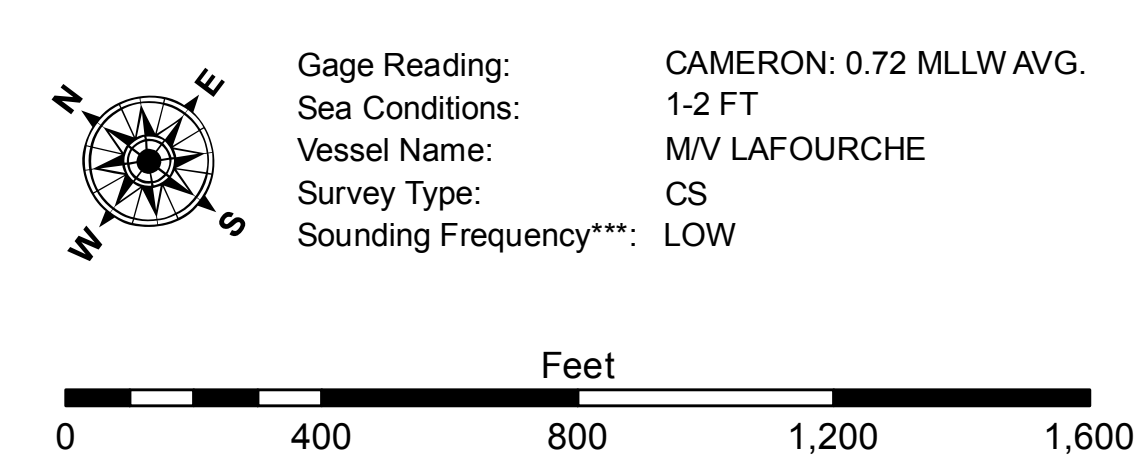 N
E
W
S
Gage Reading: CAMERON: 0.72 MLLW AVG.
Sea Conditions: 1-2 FT
Vessel Name: M/V LAFOURCHE
Survey Type: CS
Sounding Frequency***: LOW
Feet
0 400 800 1,200 1,600